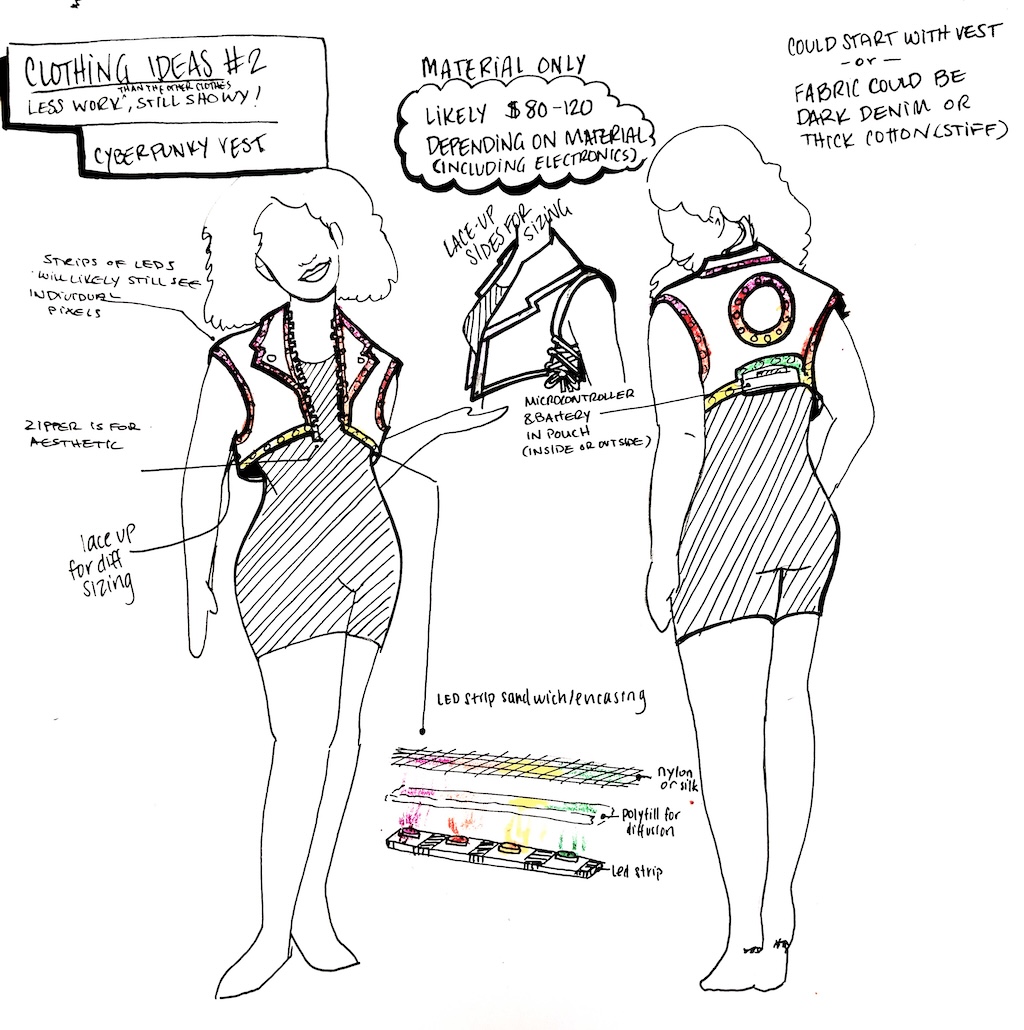 CLOTHING IDEAS #2
THAN THE OTHER CLOTHES
LESS WORK, STILL SHOWY!
CYBERPUNKY VEST
MATERIAL ONLY
LIKELY $80-120
DEPENDING ON MATERIAL
(INCLUDING ELECTRONICS)
COULD START WITH VEST
-OR-
FABRIC COULD BE
DARK DENIM OR
THICK COTTON (STIFF)
LACE-UP
SIDES FOR
SIZING
STRIPS OF LEDS
WILL LIKELY STILL SEE
INDIVIDUAL
PIXELS
ZIPPER IS FOR
AESTHETIC
MICROCONTROLLER
& BATTERY
IN POUCH
(INSIDE OR OUTSIDE)
lace up
for diff
sizing
LED strip sandwich/encasing
nylon
or silk
polyfill for
diffusion
Led strip